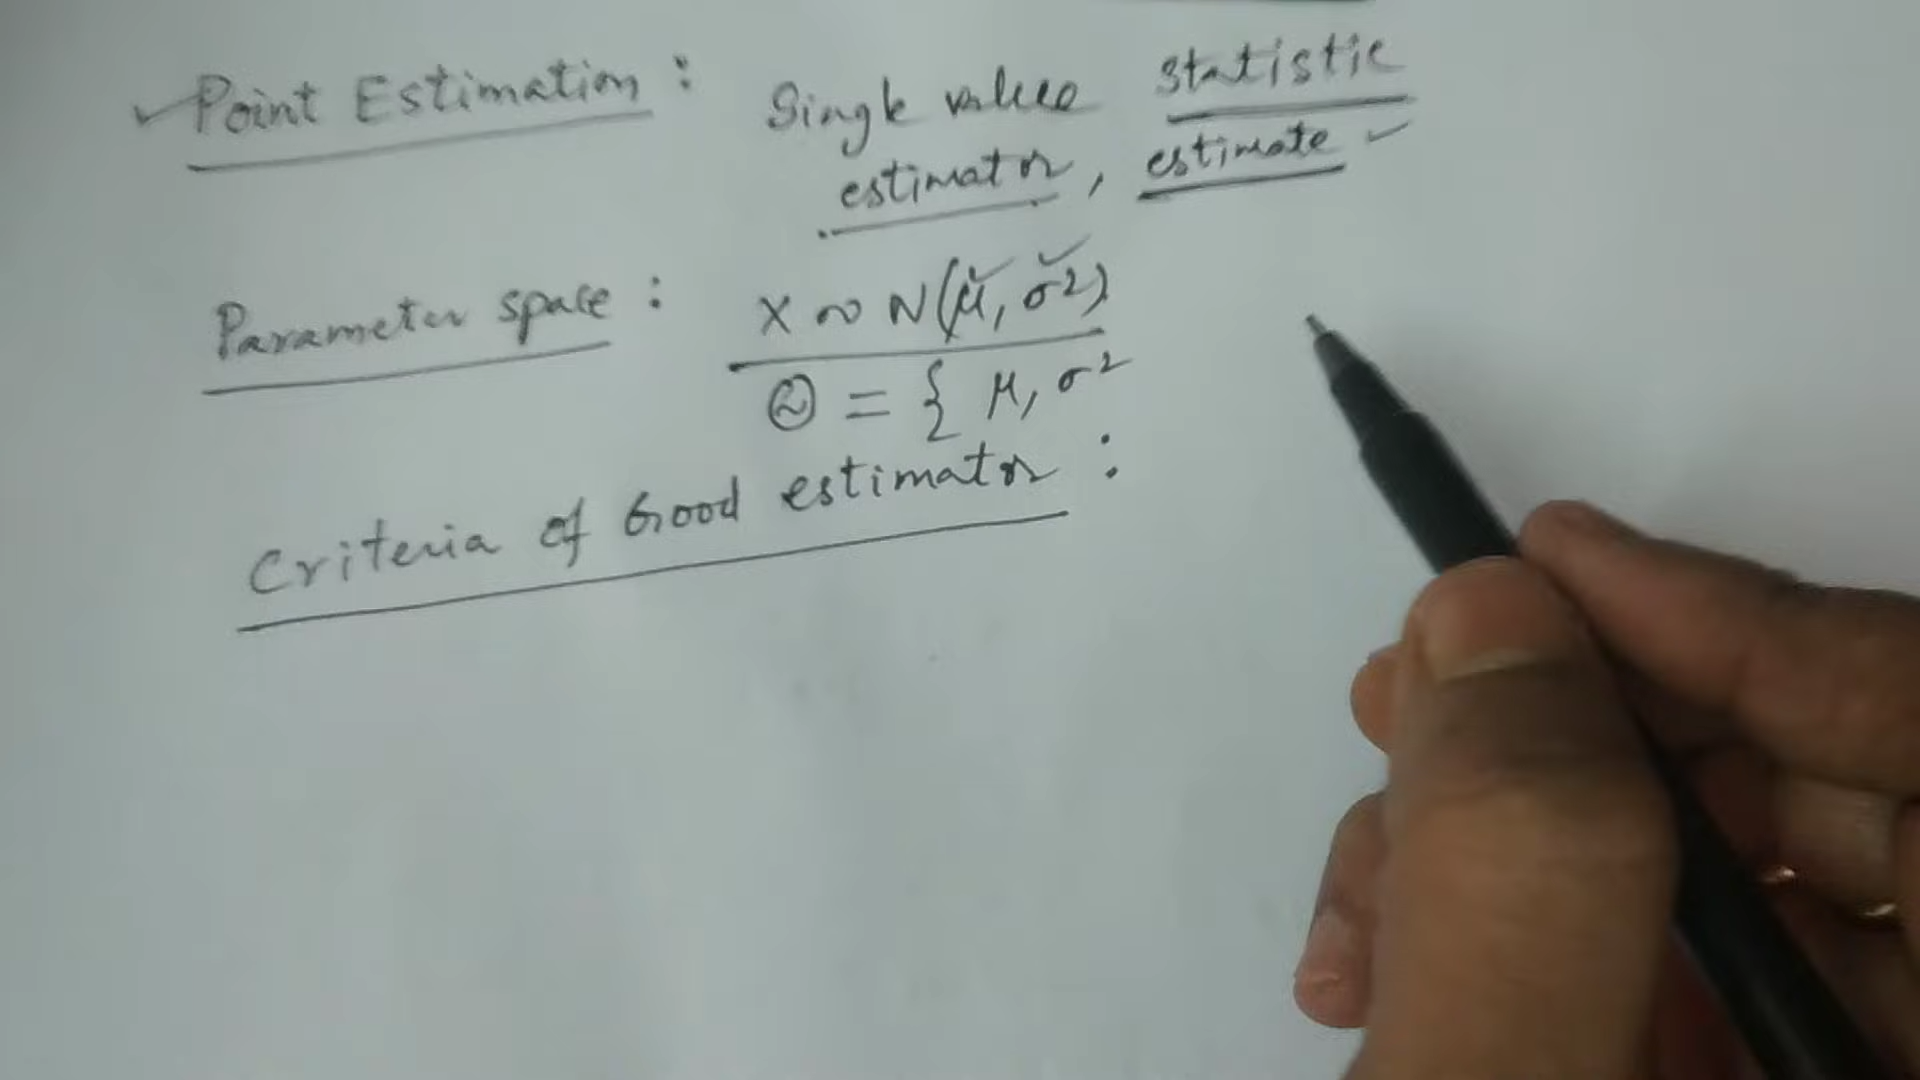 Point Estimation : Single value statistic
estimator, estimate
Parameter space : X ~ N(μ, σ²)
Θ = { μ, σ²
Criteria of Good estimator :